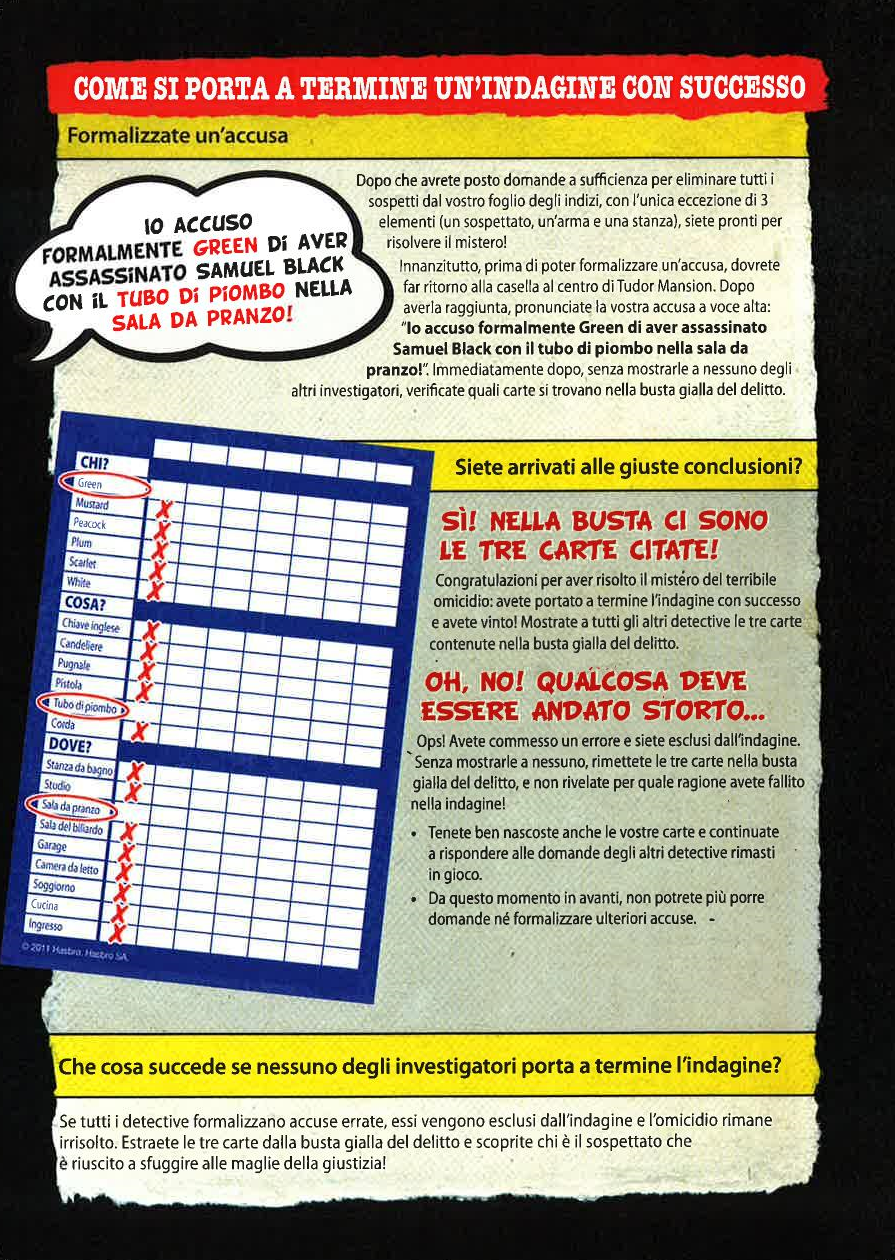 COME SI PORTA A TERMINE UN'INDAGINE CON SUCCESSO
Formalizzate un'accusa
IO ACCUSO
FORMALMENTE GREEN DI AVER
ASSASSINATO SAMUEL BLACK
CON IL TUBO DI PIOMBO NELLA
SALA DA PRANZO!
Dopo che avrete posto domande a sufficienza per eliminare tutti i
sospetti dal vostro foglio degli indizi, con l'unica eccezione di 3
elementi (un sospettato, un'arma e una stanza), siete pronti per
risolvere il mistero!
Innanzitutto, prima di poter formalizzare un'accusa, dovrete
far ritorno alla casella al centro di Tudor Mansion. Dopo
averla raggiunta, pronunciate la vostra accusa a voce alta:
"Io accuso formalmente Green di aver assassinato
Samuel Black con il tubo di piombo nella sala da
pranzo!". Immediatamente dopo, senza mostrarle a nessuno degli
altri investigatori, verificate quali carte si trovano nella busta gialla del delitto.
CHI?
Green
Mustard X
Peacock X
Plum X
Scarlet X
White X
COSA?
Chiave inglese X
Candeliere X
Pugnale X
Pistola X
Tubo di piombo
Corda X
DOVE?
Stanza da bagno X
Studio X
Sala da pranzo
Sala del biliardo X
Garage X
Camera da letto X
Soggiorno X
Cucina X
Ingresso X
© 2011 Hasbro, Hasbro SA.
Siete arrivati alle giuste conclusioni?
SÌ! NELLA BUSTA CI SONO
LE TRE CARTE CITATE!
Congratulazioni per aver risolto il mistero del terribile
omicidio: avete portato a termine l'indagine con successo
e avete vinto! Mostrate a tutti gli altri detective le tre carte
contenute nella busta gialla del delitto.
OH, NO! QUALCOSA DEVE
ESSERE ANDATO STORTO...
Ops! Avete commesso un errore e siete esclusi dall'indagine.
Senza mostrarle a nessuno, rimettete le tre carte nella busta
gialla del delitto, e non rivelate per quale ragione avete fallito
nella indagine!
• Tenete ben nascoste anche le vostre carte e continuate
a rispondere alle domande degli altri detective rimasti
in gioco.
• Da questo momento in avanti, non potrete più porre
domande né formalizzare ulteriori accuse.
Che cosa succede se nessuno degli investigatori porta a termine l'indagine?
Se tutti i detective formalizzano accuse errate, essi vengono esclusi dall'indagine e l'omicidio rimane
irrisolto. Estraete le tre carte dalla busta gialla del delitto e scoprite chi è il sospettato che
è riuscito a sfuggire alle maglie della giustizia!